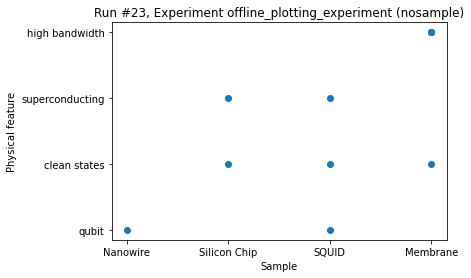 Run #23, Experiment offline_plotting_experiment (nosample)
high bandwidth
superconducting
clean states
qubit
Physical feature
Nanowire Silicon Chip SQUID Membrane
Sample